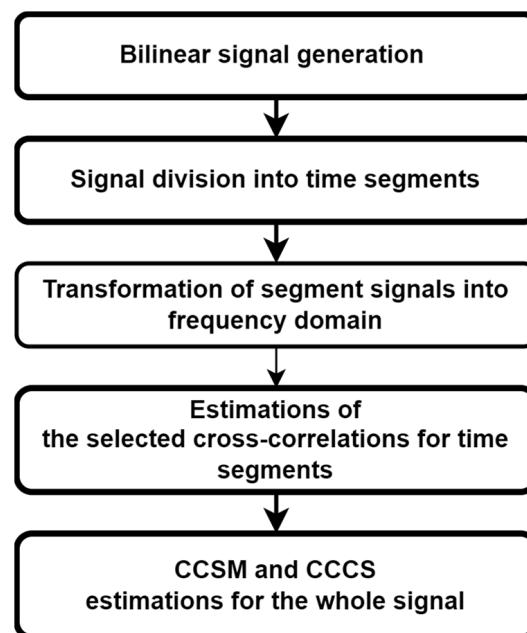 Bilinear signal generation
Signal division into time segments
Transformation of segment signals into
frequency domain
Estimations of
the selected cross-correlations for time
segments
CCSM and CCCS
estimations for the whole signal